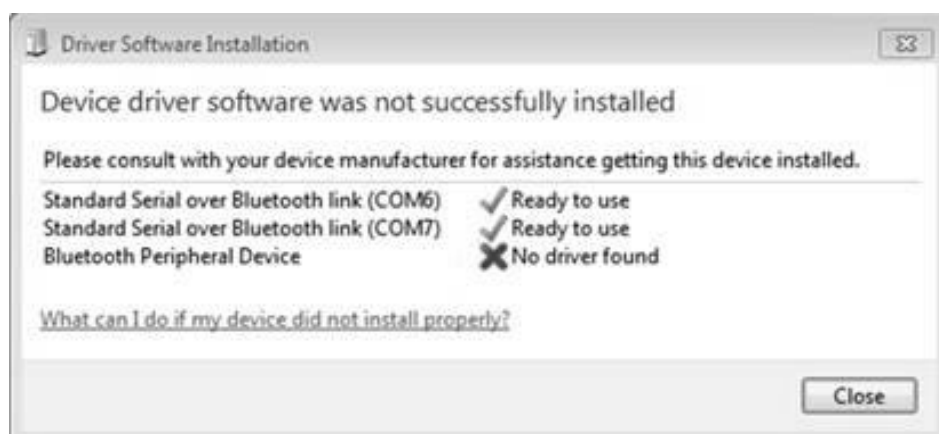 Driver Software Installation
Device driver software was not successfully installed
Please consult with your device manufacturer for assistance getting this device installed.
Standard Serial over Bluetooth link (COM6) Ready to use
Standard Serial over Bluetooth link (COM7) Ready to use
Bluetooth Peripheral Device No driver found
What can I do if my device did not install properly?
Close